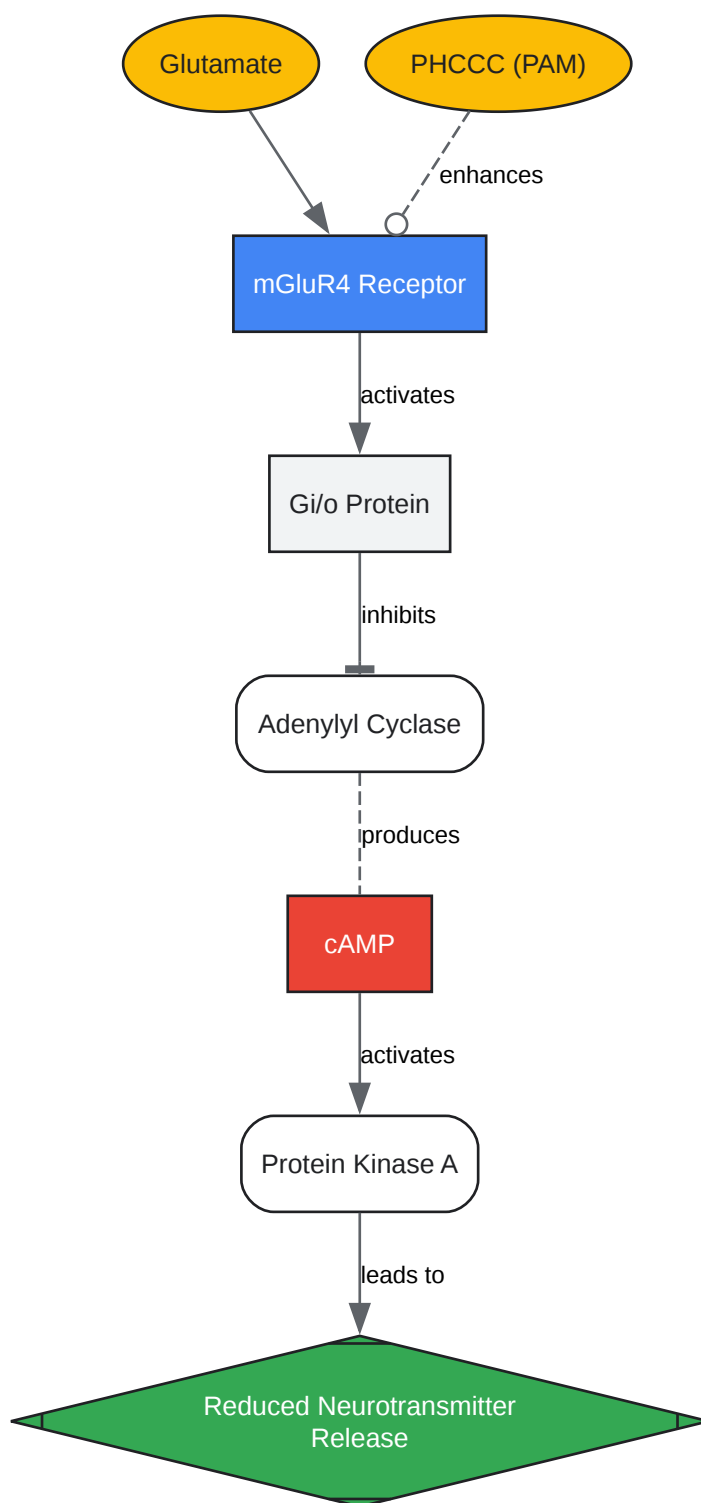 Glutamate
PHCCC (PAM)
enhances
mGluR4 Receptor
activates
Gi/o Protein
inhibits
Adenylyl Cyclase
produces
cAMP
activates
Protein Kinase A
leads to
Reduced Neurotransmitter
Release